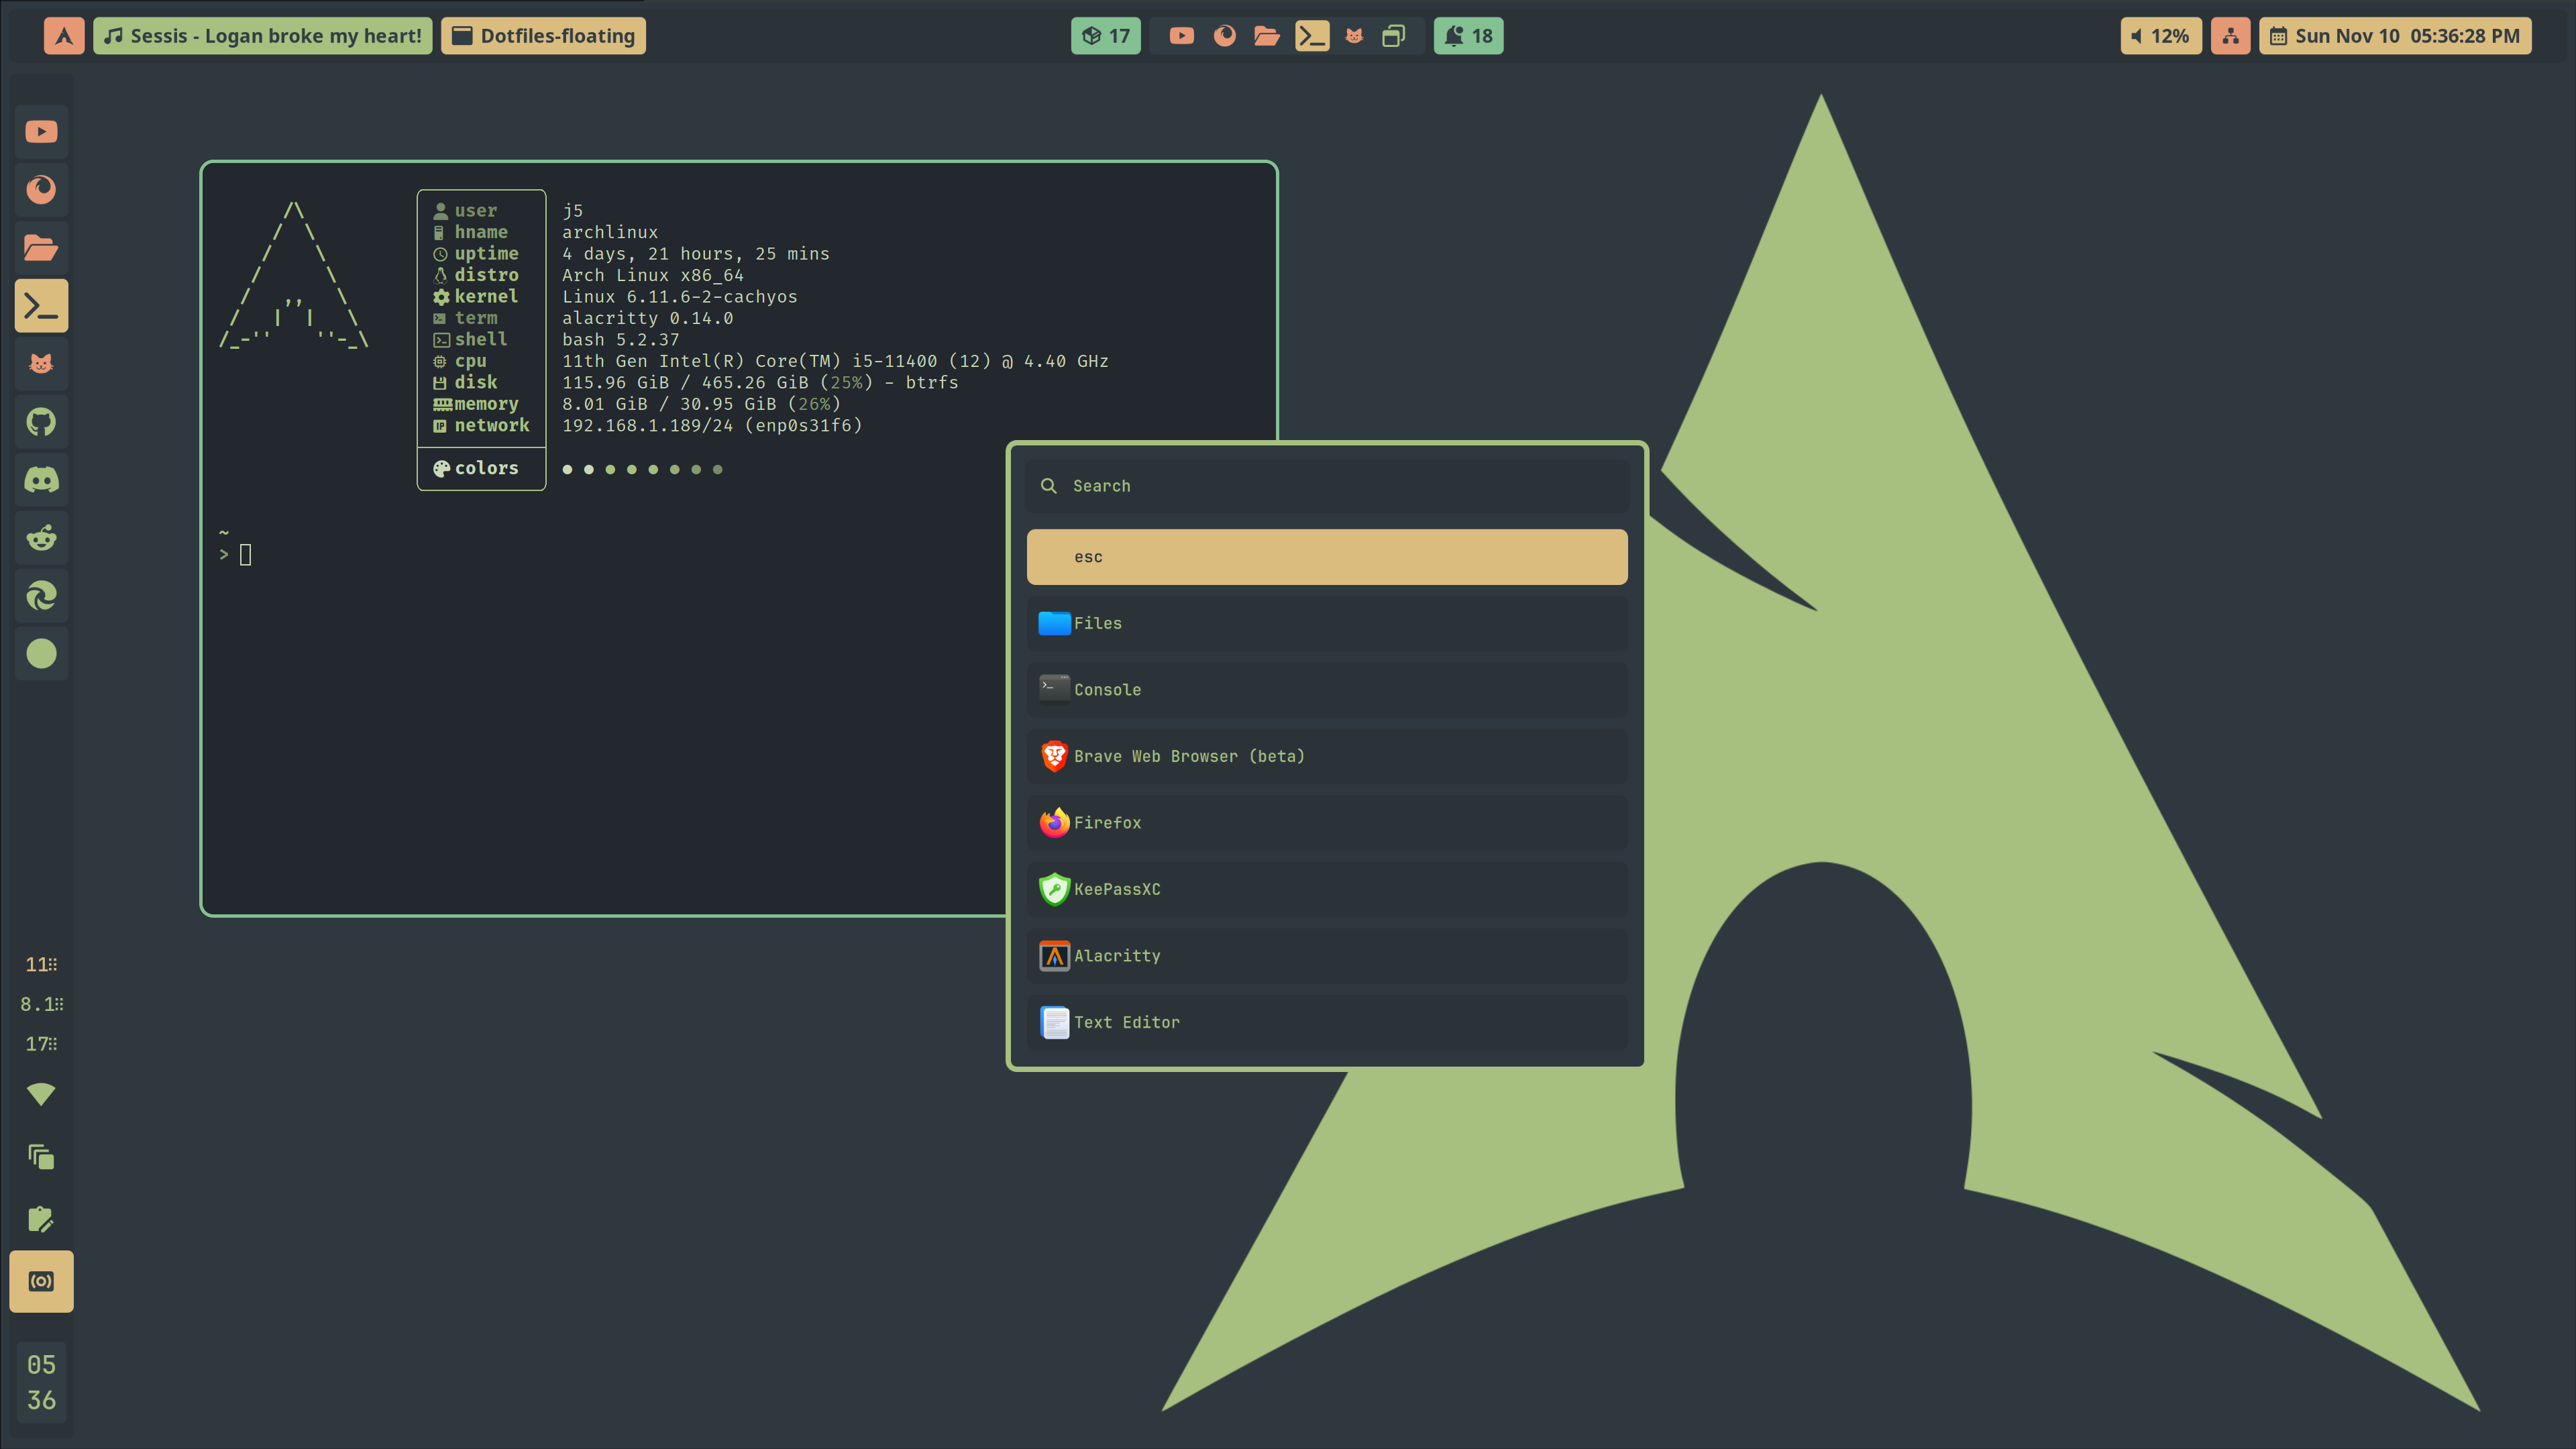 Sessis - Logan broke my heart!
Dotfiles-floating
17
18
12%
Sun Nov 10 05:36:28 PM
user j5
hname archlinux
uptime 4 days, 21 hours, 25 mins
distro Arch Linux x86_64
kernel Linux 6.11.6-2-cachyos
term alacritty 0.14.0
shell bash 5.2.37
cpu 11th Gen Intel(R) Core(TM) i5-11400 (12) @ 4.40 GHz
disk 115.96 GiB / 465.26 GiB (25%) - btrfs
memory 8.01 GiB / 30.95 GiB (26%)
network 192.168.1.189/24 (enp0s31f6)
colors
~
>
Search
esc
Files
Console
Brave Web Browser (beta)
Firefox
KeePassXC
Alacritty
Text Editor
11
8.1
17
05
36